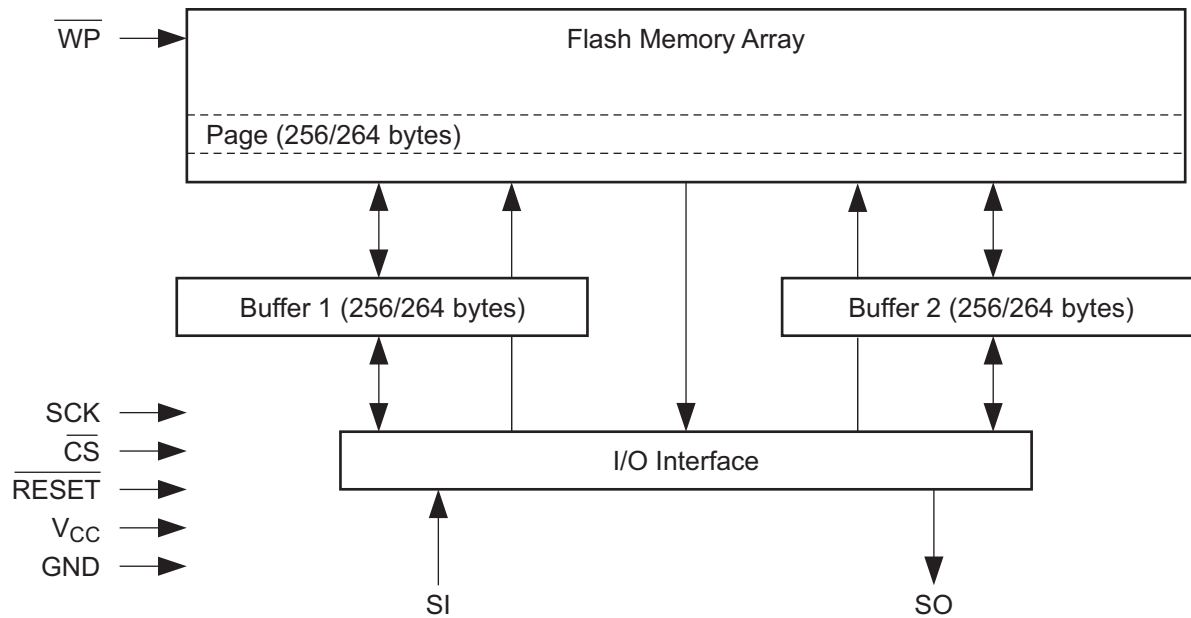 WP
Flash Memory Array
Page (256/264 bytes)
Buffer 1 (256/264 bytes)
Buffer 2 (256/264 bytes)
SCK
CS
RESET
VCC
GND
I/O Interface
SI
SO